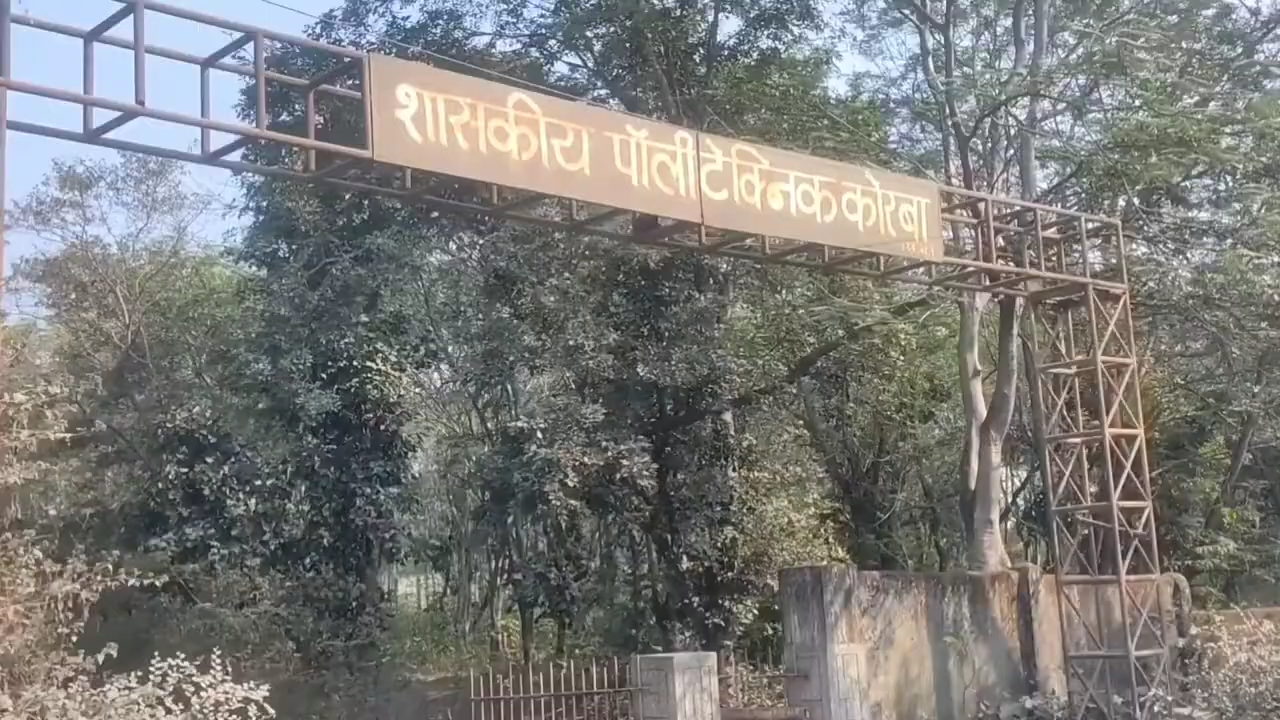 शासकीय पॉलीटेक्निक कोरबा